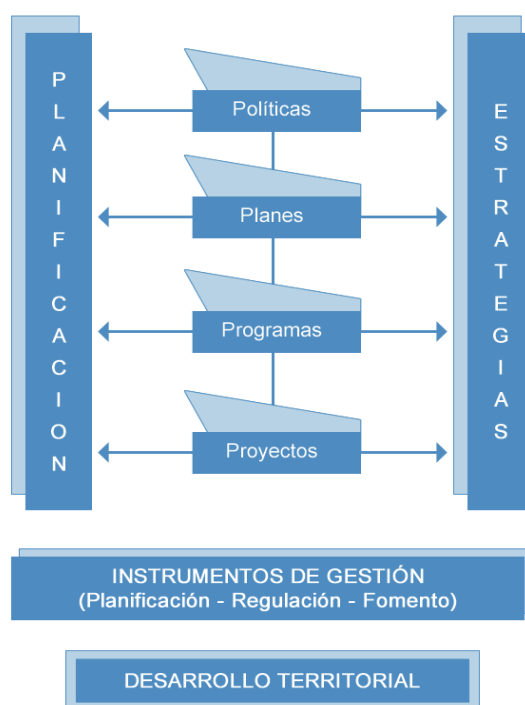 PLANIFICACION
Políticas
Planes
Programas
Proyectos
ESTRATEGIAS
INSTRUMENTOS DE GESTIÓN
(Planificación - Regulación - Fomento)
DESARROLLO TERRITORIAL